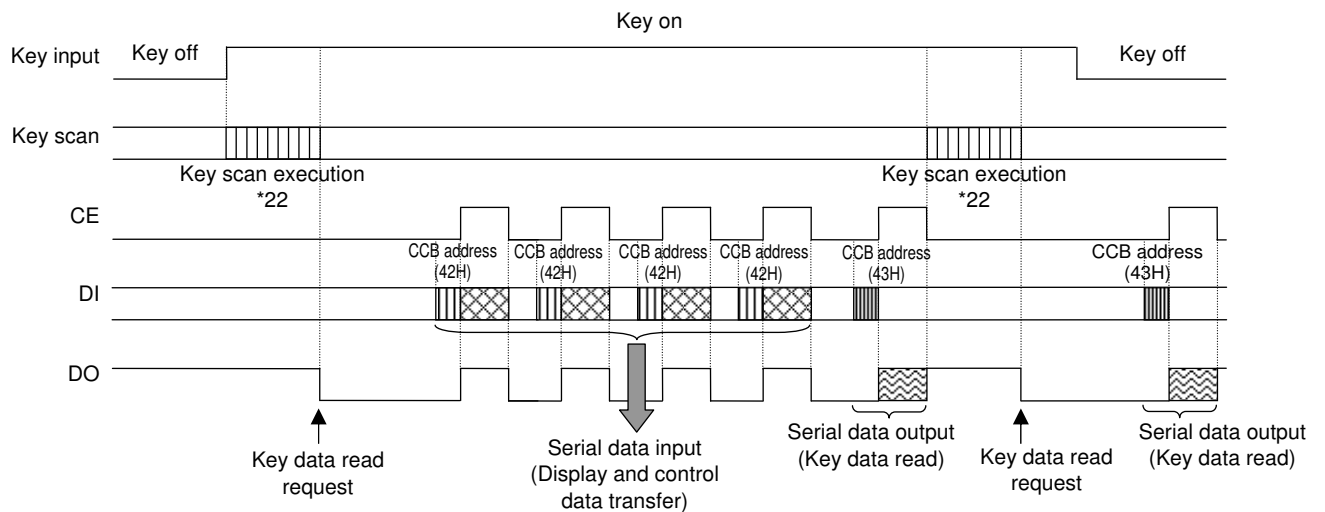 Key on
Key input
Key off
Key off
Key scan
Key scan execution
*22
Key scan execution
*22
CE
CCB address
(42H)
CCB address
(42H)
CCB address
(42H)
CCB address
(42H)
CCB address
(43H)
CCB address
(43H)
DI
DO
Key data read
request
Serial data input
(Display and control
data transfer)
Serial data output
(Key data read)
Key data read
request
Serial data output
(Key data read)